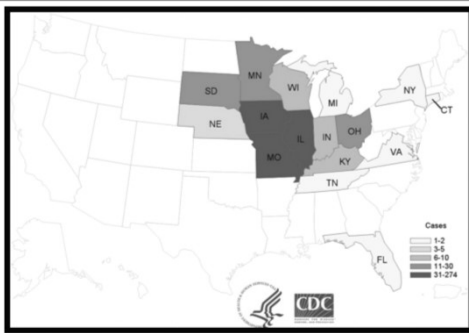 MN
WI
NY
SD
MI
CT
IA
NE
IL
IN
OH
MO
KY
VA
TN
FL
Cases
1-2
3-5
6-10
11-30
31-274
CDC